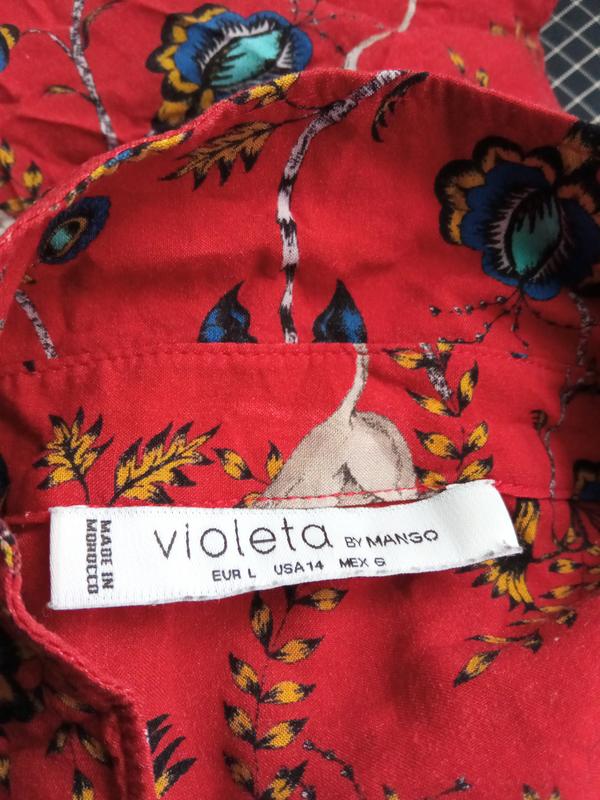 MADE IN
MOROCCO
violeta BY MANGO
EUR L USA 14 MEX G